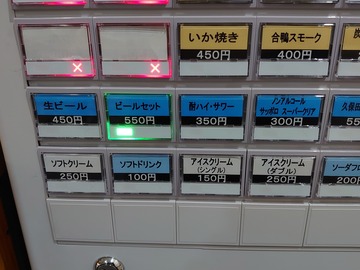 いか焼き
450円
合鴨スモーク
400円
生ビール
450円
ビールセット
550円
酎ハイ・サワー
350円
ノンアルコール
サッポロ スーパークリア
300円
ソフトクリーム
250円
ソフトドリンク
100円
アイスクリーム
(シングル)
150円
アイスクリーム
(ダブル)
250円